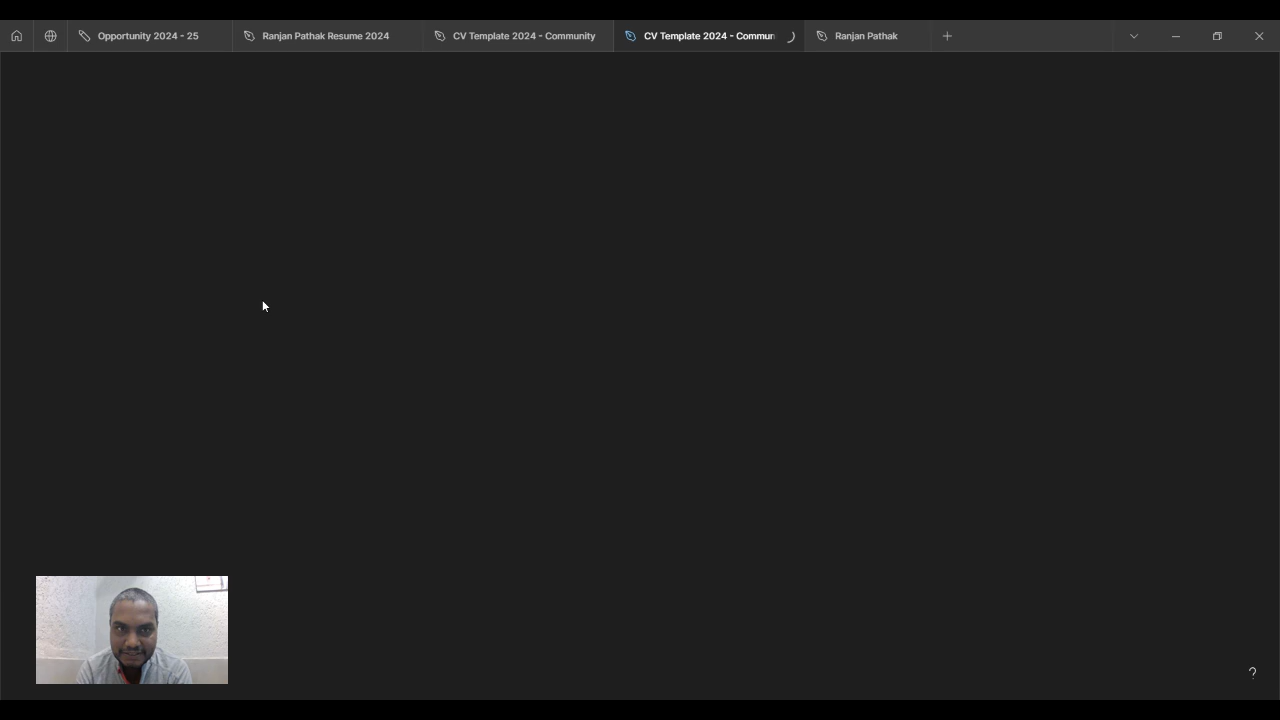 Opportunity 2024 - 25
Ranjan Pathak Resume 2024
CV Template 2024 - Community
CV Template 2024 - Commun
Ranjan Pathak
?